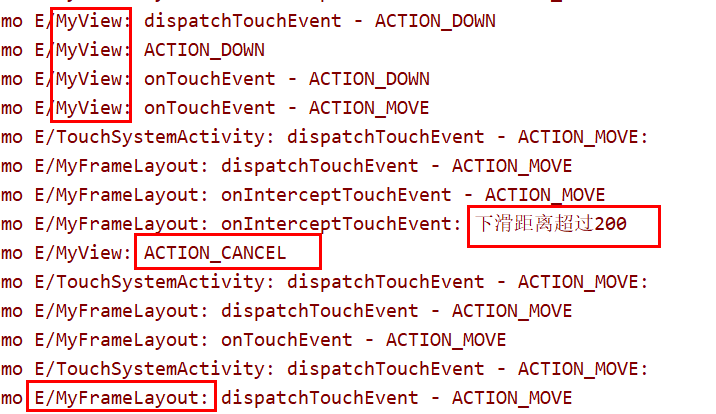 mo E/MyView: dispatchTouchEvent - ACTION_DOWN
mo E/MyView: ACTION_DOWN
mo E/MyView: onTouchEvent - ACTION_DOWN
mo E/MyView: onTouchEvent - ACTION_MOVE
mo E/TouchSystemActivity: dispatchTouchEvent - ACTION_MOVE:
mo E/MyFrameLayout: dispatchTouchEvent - ACTION_MOVE
mo E/MyFrameLayout: onInterceptTouchEvent - ACTION_MOVE
mo E/MyFrameLayout: onInterceptTouchEvent: 下滑距离超过200
mo E/MyView: ACTION_CANCEL
mo E/TouchSystemActivity: dispatchTouchEvent - ACTION_MOVE:
mo E/MyFrameLayout: dispatchTouchEvent - ACTION_MOVE
mo E/MyFrameLayout: onTouchEvent - ACTION_MOVE
mo E/TouchSystemActivity: dispatchTouchEvent - ACTION_MOVE:
mo E/MyFrameLayout: dispatchTouchEvent - ACTION_MOVE